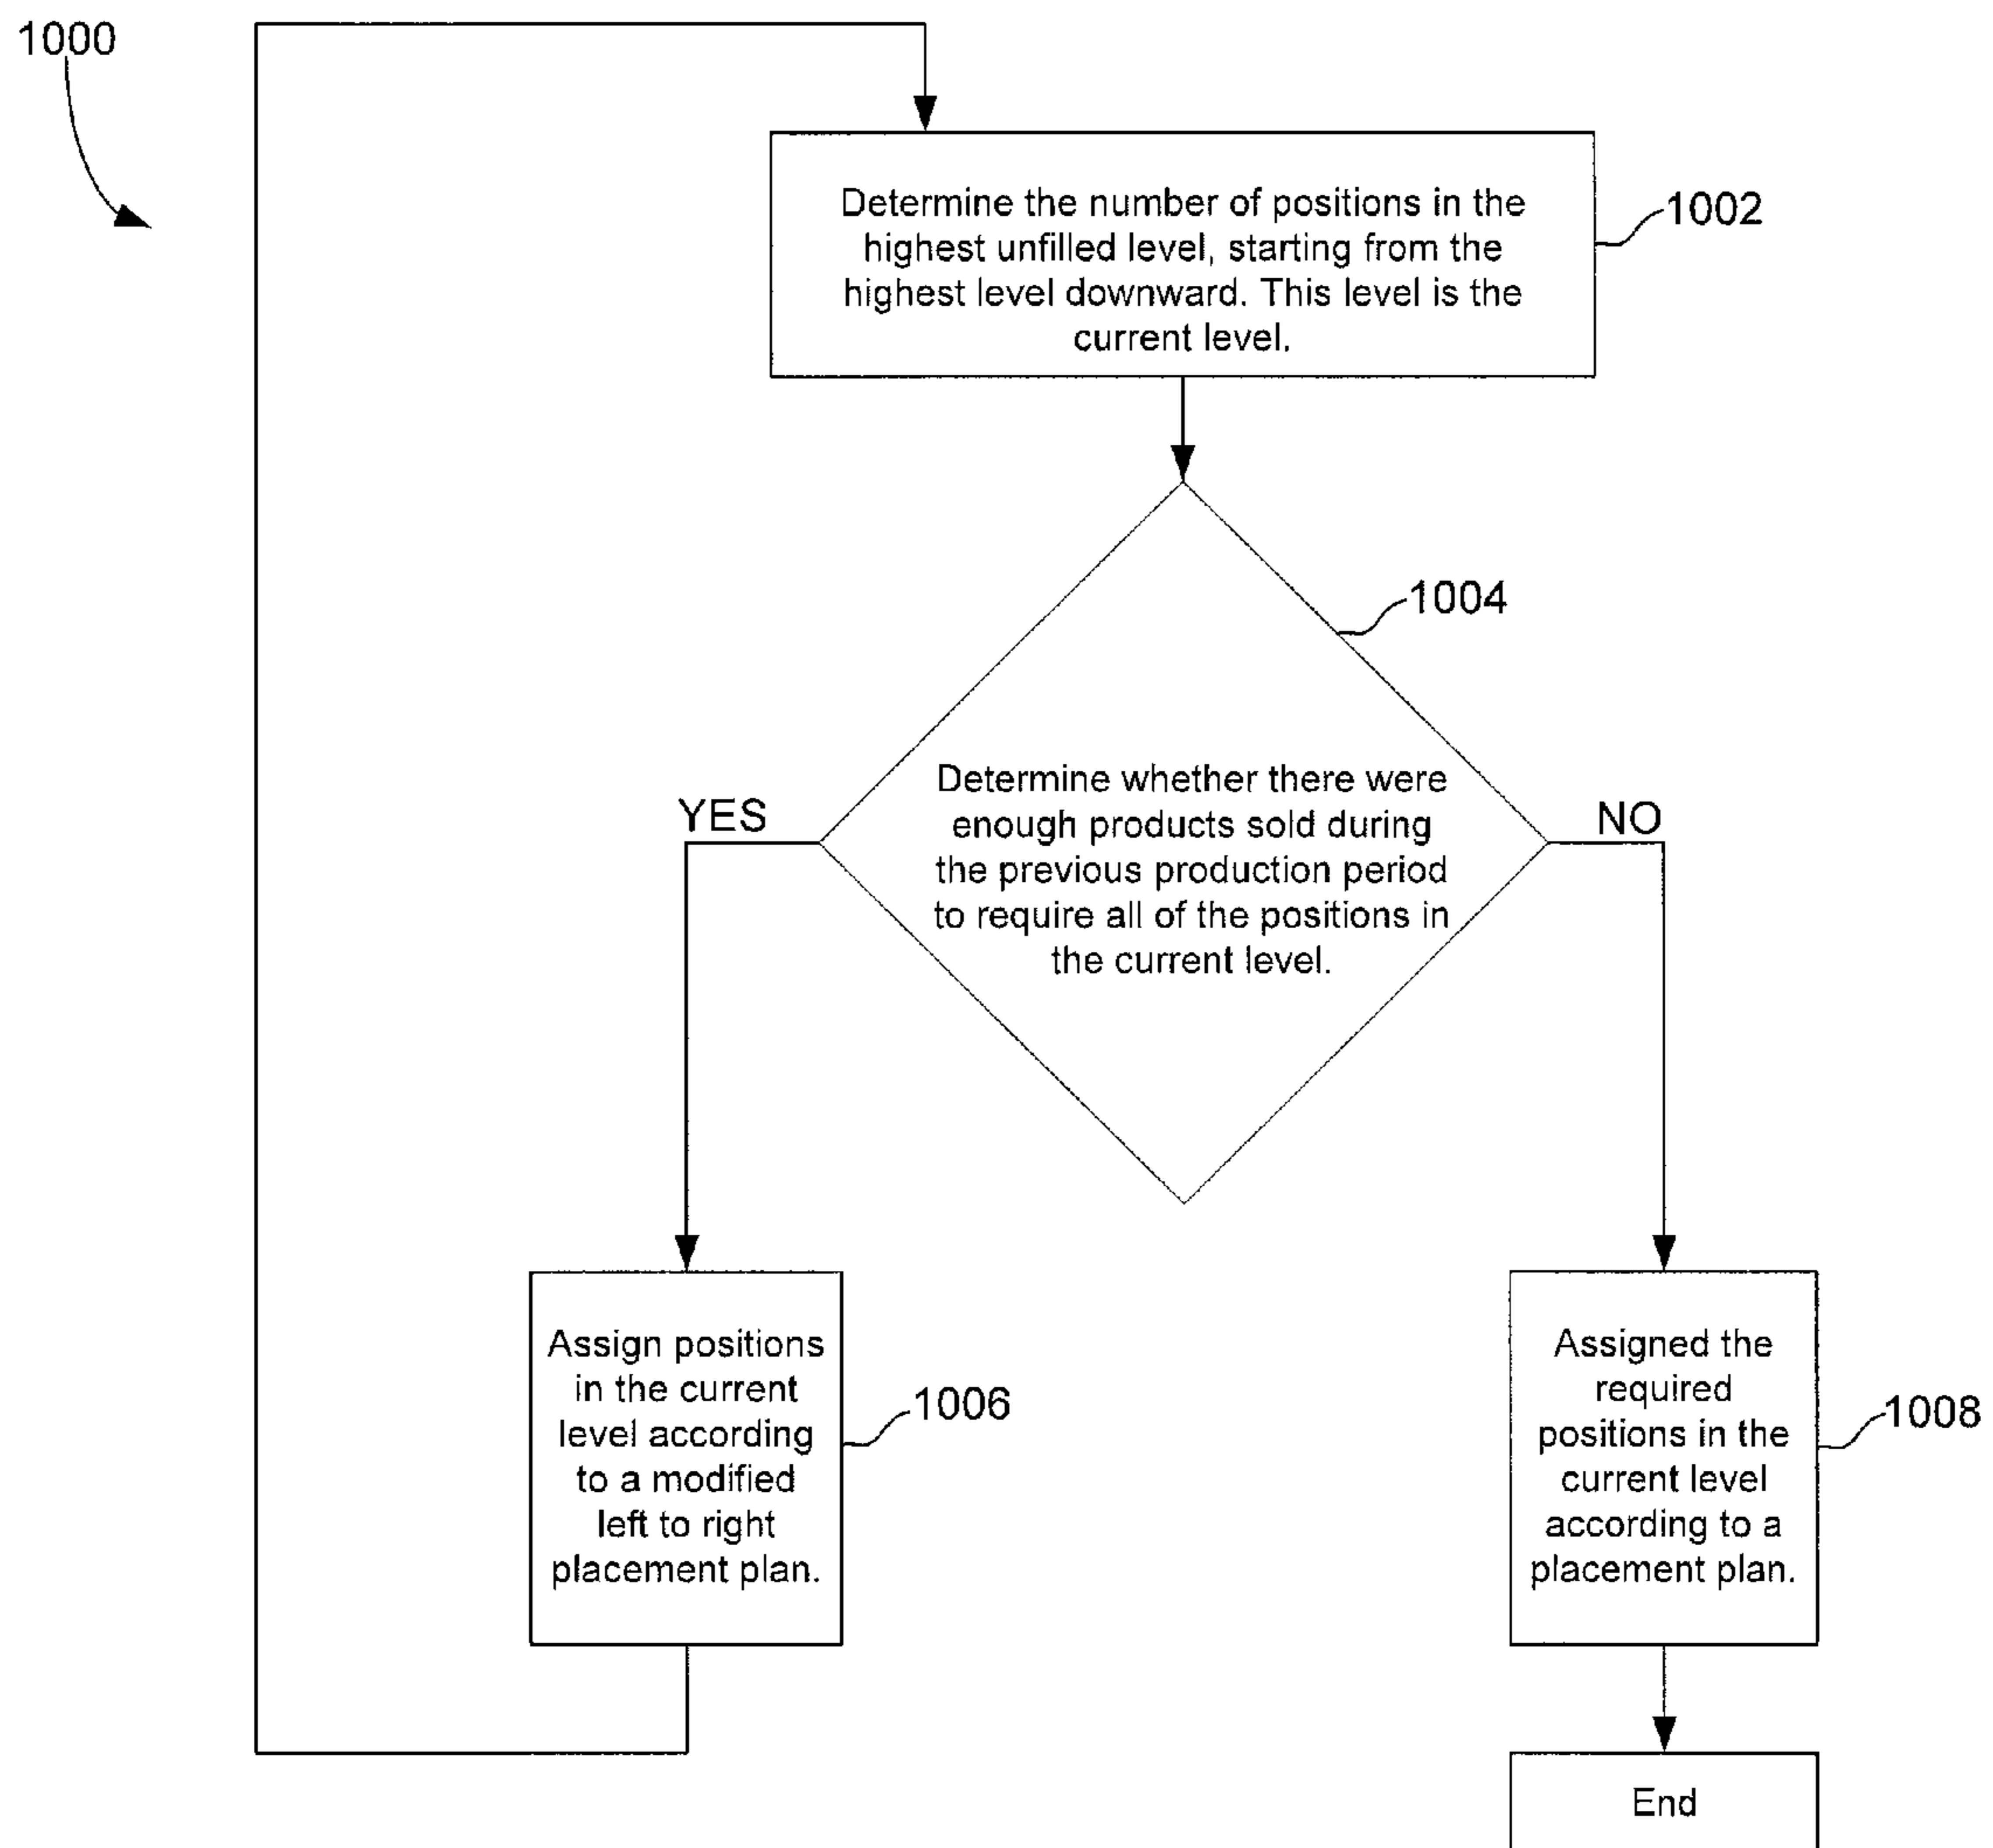 1000
Determine the number of positions in the
highest unfilled level, starting from the
highest level downward. This level is the
current level.
1002
1004
Determine whether there were
enough products sold during
the previous production period
to require all of the positions in
the current level.
YES
NO
Assign positions
in the current
level according
to a modified
left to right
placement plan.
1006
Assigned the
required
positions in the
current level
according to a
placement plan.
1008
End